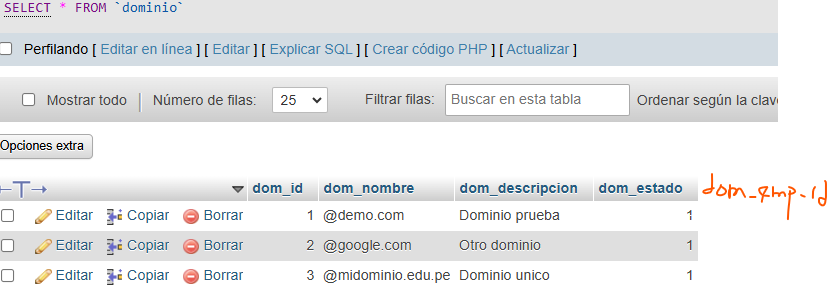 SELECT * FROM `dominio`
Perfilando [ Editar en línea ] [ Editar ] [ Explicar SQL ] [ Crear código PHP ] [ Actualizar ]
Mostrar todo | Número de filas: 25 Filtrar filas: Buscar en esta tabla Ordenar según la clave
Opciones extra
←T→ dom_id dom_nombre dom_descripcion dom_estado dom_emp_id
Editar Copiar Borrar 1 @demo.com Dominio prueba 1
Editar Copiar Borrar 2 @google.com Otro dominio 1
Editar Copiar Borrar 3 @midominio.edu.pe Dominio unico 1